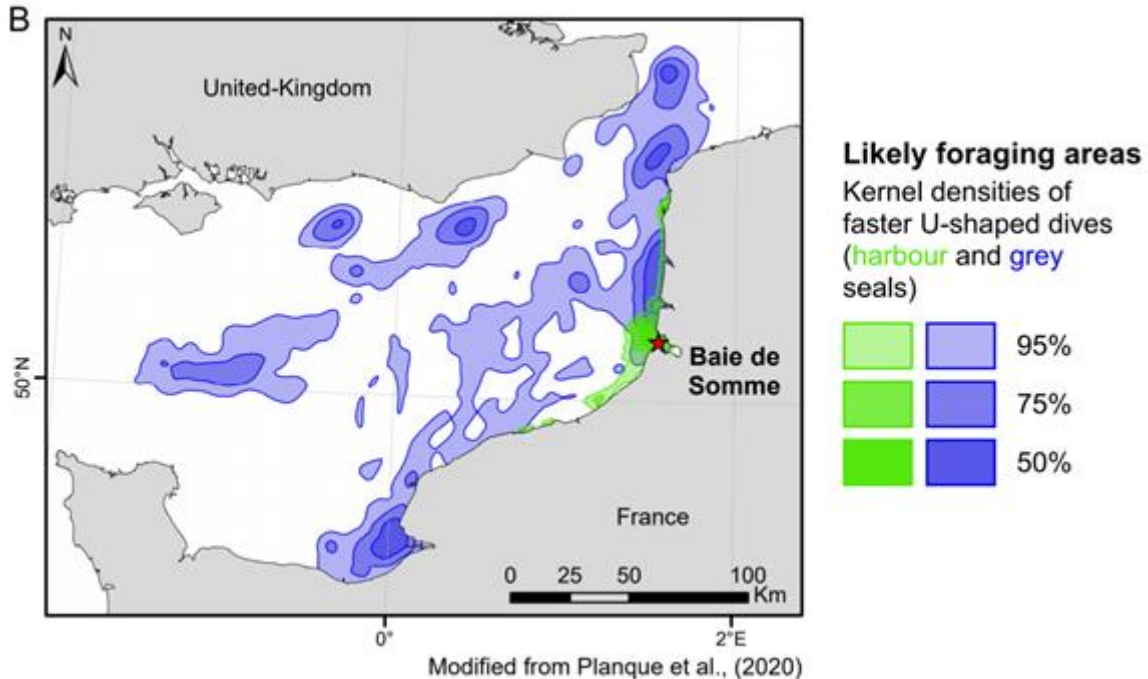 B
N
United-Kingdom
50°N
Baie de
Somme
France
0 25 50 100
Km
0°
2°E
Modified from Planque et al., (2020)
Likely foraging areas
Kernel densities of
faster U-shaped dives
(harbour and grey
seals)
95%
75%
50%